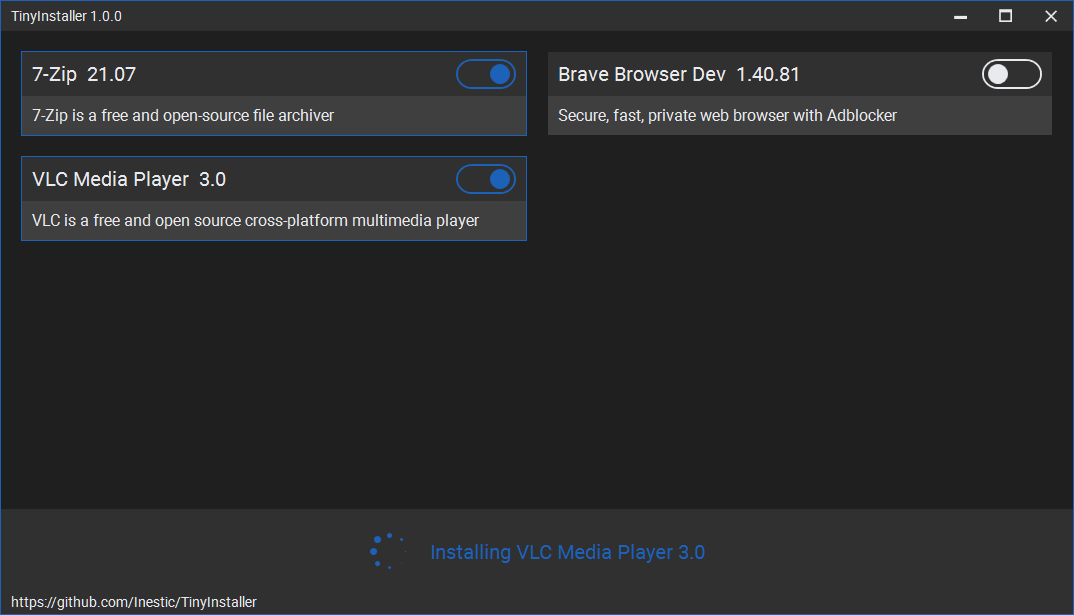 TinyInstaller 1.0.0
7-Zip 21.07
7-Zip is a free and open-source file archiver
Brave Browser Dev 1.40.81
Secure, fast, private web browser with Adblocker
VLC Media Player 3.0
VLC is a free and open source cross-platform multimedia player
Installing VLC Media Player 3.0
https://github.com/Inestic/TinyInstaller